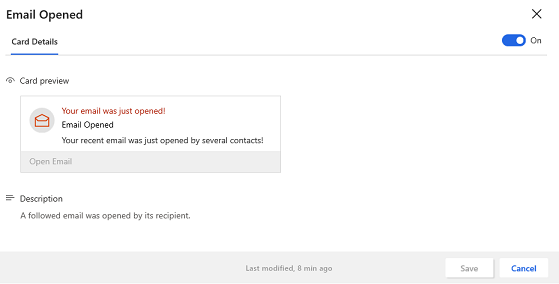 Email Opened
Card Details
On
Card preview
Your email was just opened!
Email Opened
Your recent email was just opened by several contacts!
Open Email
Description
A followed email was opened by its recipient.
Last modified, 8 min ago
Save
Cancel